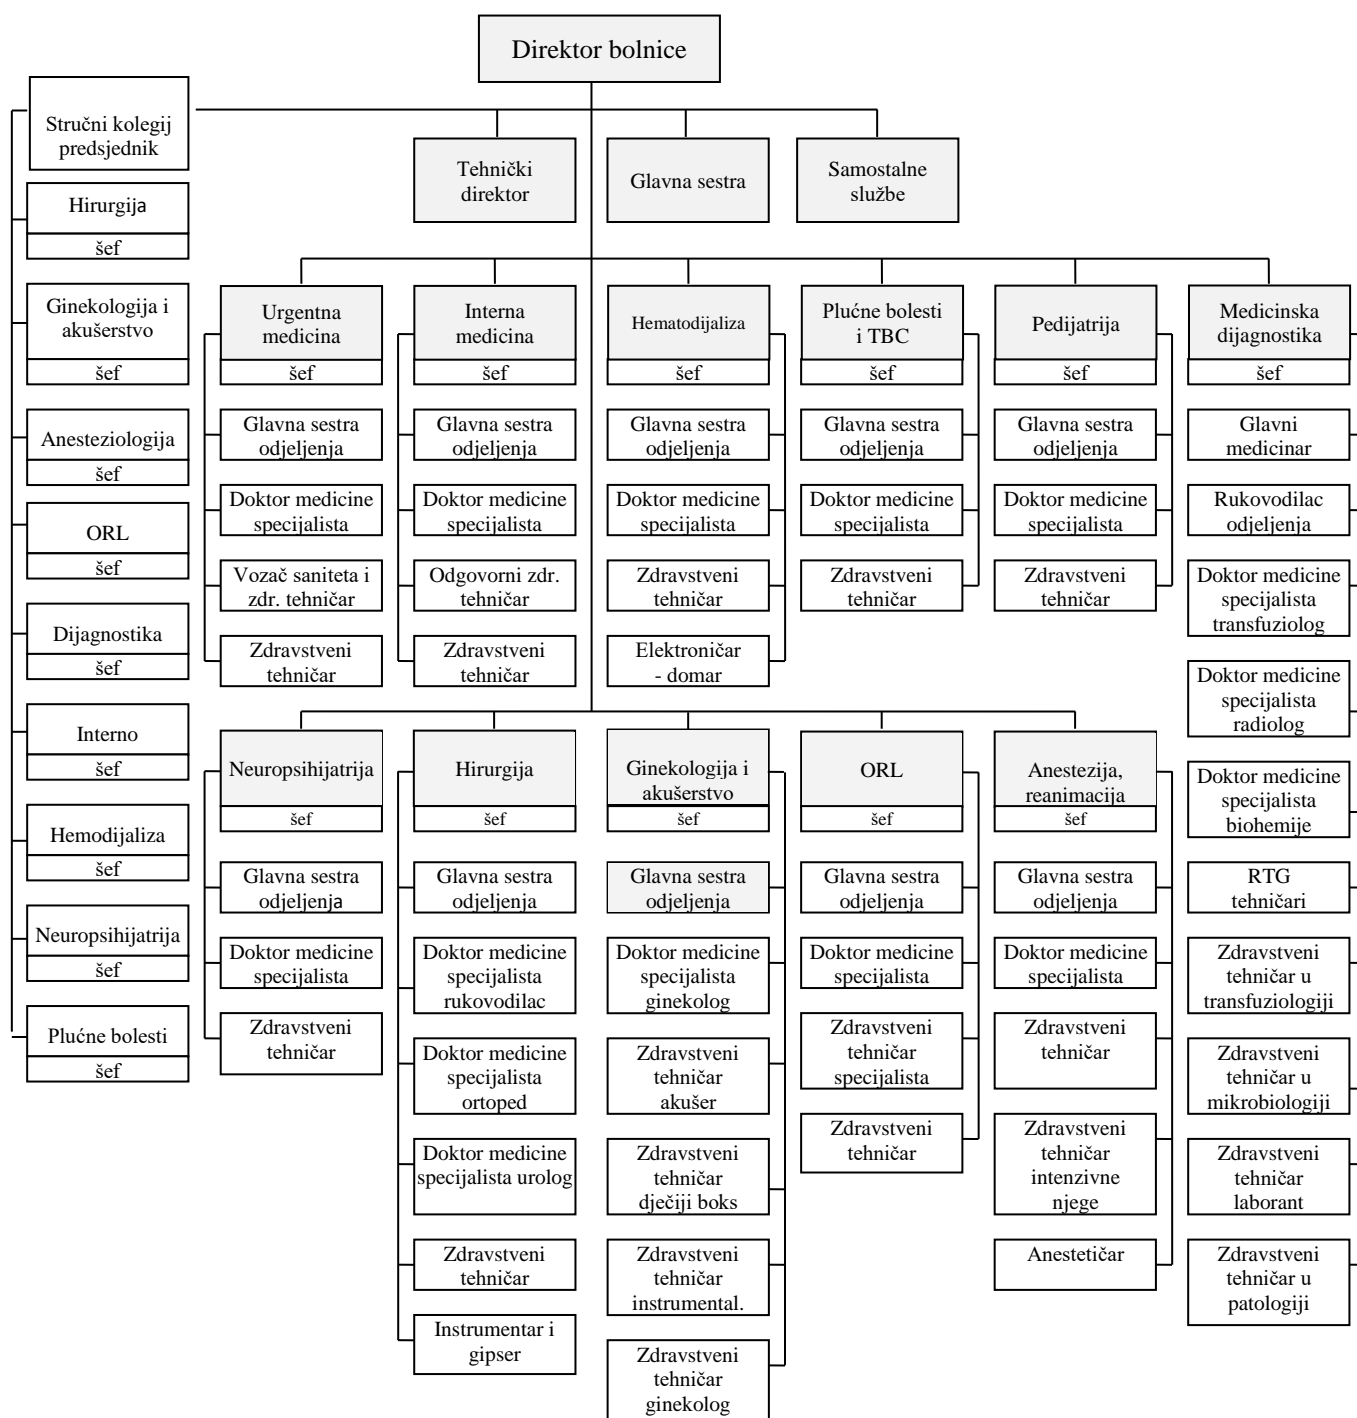 Direktor bolnice
Stručni kolegij
predsjednik
Tehnički
direktor
Glavna sestra
Samostalne
službe
Hirurgija
šef
Ginekologija i
akušerstvo
šef
Anesteziologija
šef
ORL
šef
Dijagnostika
šef
Interno
šef
Hemodijaliza
šef
Neuropsihijatrija
šef
Plućne bolesti
šef
Urgentna
medicina
šef
Glavna sestra
odjeljenja
Doktor medicine
specijalista
Vozač saniteta i
zdr. tehničar
Zdravstveni
tehničar
Interna
medicina
šef
Glavna sestra
odjeljenja
Doktor medicine
specijalista
Odgovorni zdr.
tehničar
Zdravstveni
tehničar
Hematodijaliza
šef
Glavna sestra
odjeljenja
Doktor medicine
specijalista
Zdravstveni
tehničar
Elektroničar
- domar
Plućne bolesti
i TBC
šef
Glavna sestra
odjeljenja
Doktor medicine
specijalista
Zdravstveni
tehničar
Pedijatrija
šef
Glavna sestra
odjeljenja
Doktor medicine
specijalista
Zdravstveni
tehničar
Medicinska
dijagnostika
šef
Glavni
medicinar
Rukovodilac
odjeljenja
Doktor medicine
specijalista
transfuziolog
Doktor medicine
specijalista
radiolog
Doktor medicine
specijalista
biohemije
RTG
tehničari
Zdravstveni
tehničar u
transfuziologiji
Zdravstveni
tehničar u
mikrobiologiji
Zdravstveni
tehničar
laborant
Zdravstveni
tehničar u
patologiji
Neuropsihijatrija
šef
Glavna sestra
odjeljenja
Doktor medicine
specijalista
Zdravstveni
tehničar
Hirurgija
šef
Glavna sestra
odjeljenja
Doktor medicine
specijalista
rukovodilac
Doktor medicine
specijalista
ortoped
Doktor medicine
specijalista urolog
Zdravstveni
tehničar
Instrumentar i
gipser
Ginekologija i
akušerstvo
šef
Glavna sestra
odjeljenja
Doktor medicine
specijalista
ginekolog
Zdravstveni
tehničar
akušer
Zdravstveni
tehničar
dječiji boks
Zdravstveni
tehničar
instrumental.
Zdravstveni
tehničar
ginekolog
ORL
šef
Glavna sestra
odjeljenja
Doktor medicine
specijalista
Zdravstveni
tehničar
specijalista
Zdravstveni
tehničar
Anestezija,
reanimacija
šef
Glavna sestra
odjeljenja
Doktor medicine
specijalista
Zdravstveni
tehničar
Zdravstveni
tehničar
intenzivne
njege
Anestetičar